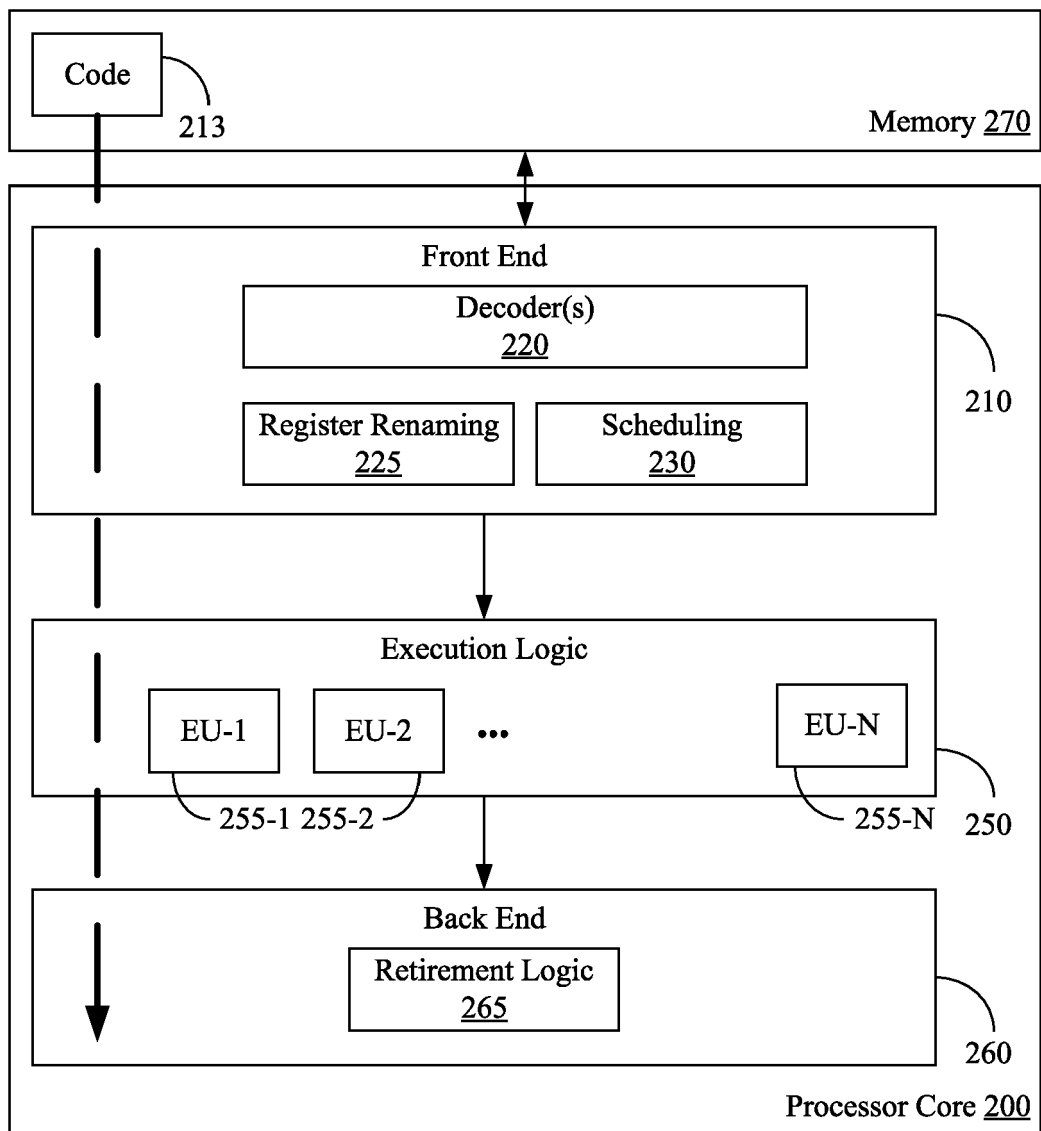 Code
213
Memory 270
Front End
Decoder(s)
220
210
Register Renaming
225
Scheduling
230
Execution Logic
EU-1
EU-2
...
EU-N
255-1 255-2
255-N
250
Back End
Retirement Logic
265
260
Processor Core 200